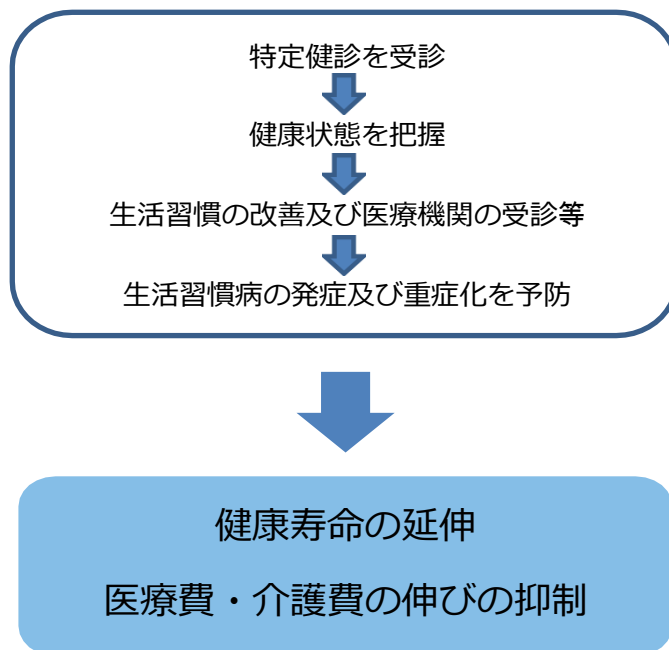 特定健診を受診
健康状態を把握
生活習慣の改善及び医療機関の受診等
生活習慣病の発症及び重症化を予防
健康寿命の延伸
医療費・介護費の伸びの抑制